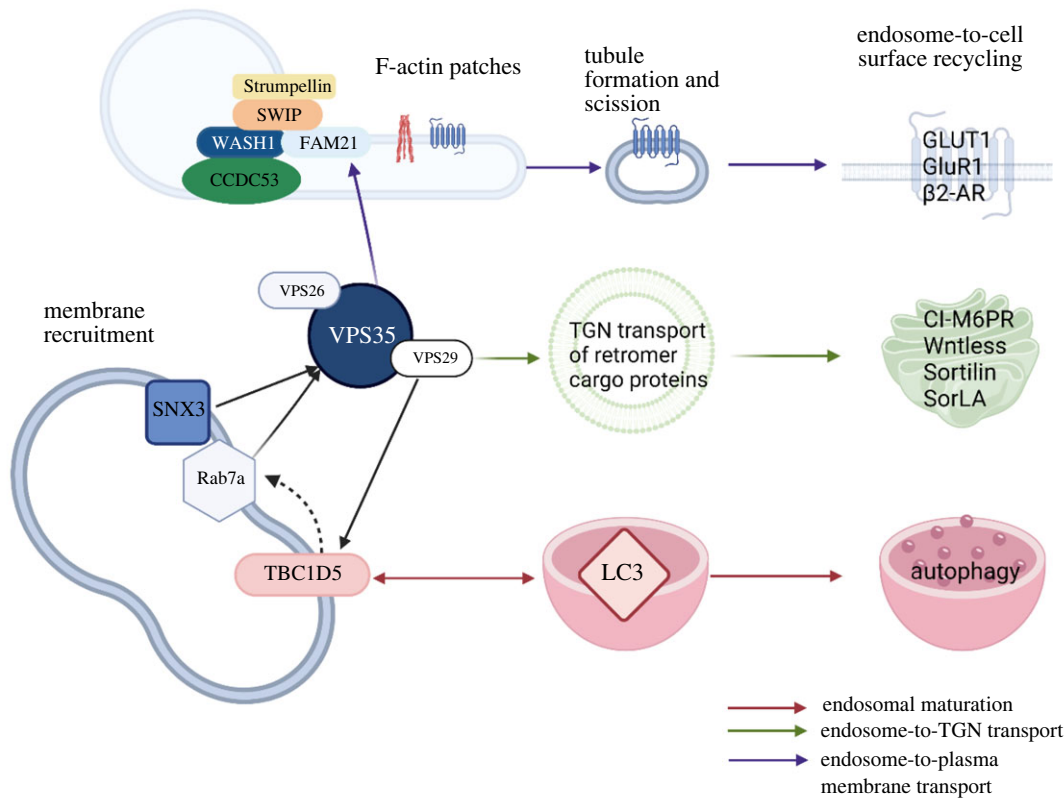 endosome-to-cell
surface recycling
tubule
formation and
scission
F-actin patches
Strumpellin
SWIP
WASH1
FAM21
CCDC53
GLUT1
GluR1
β2-AR
membrane
recruitment
VPS26
VPS35
VPS29
TGN transport
of retromer
cargo proteins
CI-M6PR
Wntless
Sortilin
SorLA
SNX3
Rab7a
TBC1D5
LC3
autophagy
endosomal maturation
endosome-to-TGN transport
endosome-to-plasma
membrane transport